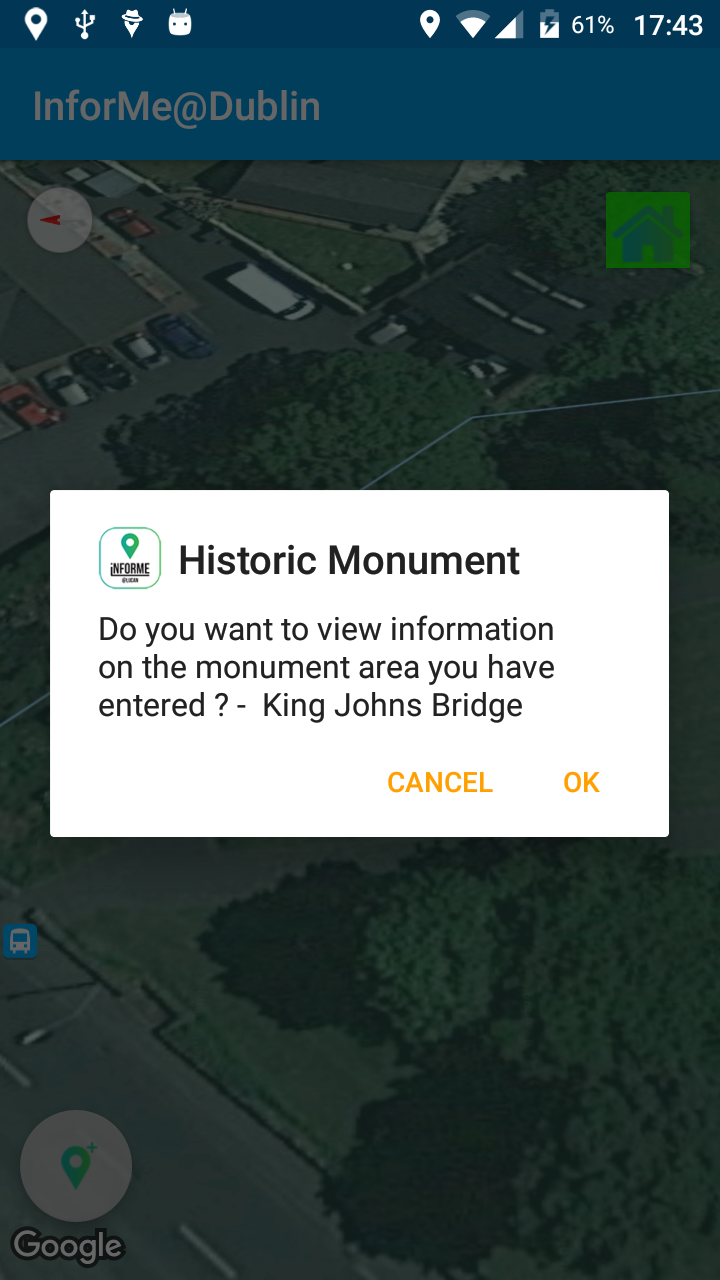 61% 17:43
InforMe@Dublin
iNFORME
@LUCAN
Historic Monument
Do you want to view information
on the monument area you have
entered ? - King Johns Bridge
CANCEL OK
Google